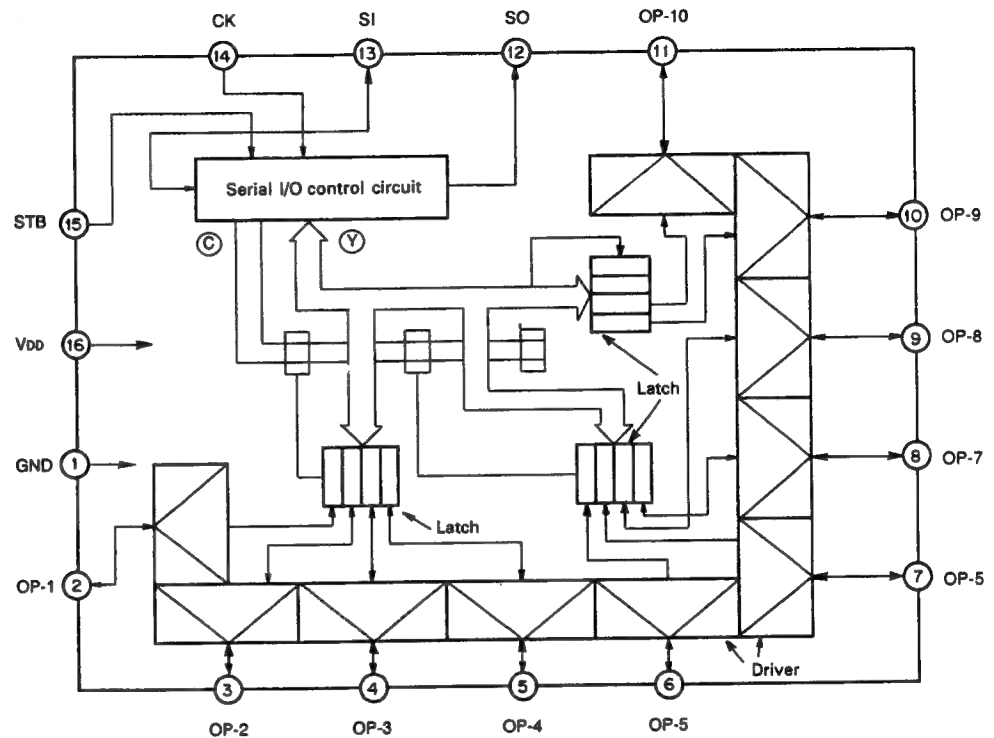 CK
SI
SO
OP-10
14
13
12
11
Serial I/O control circuit
STB
15
C
Y
10
OP-9
VDD
16
9
OP-8
Latch
GND
1
8
OP-7
Latch
OP-1
2
7
OP-5
Driver
3
4
5
6
OP-2
OP-3
OP-4
OP-5